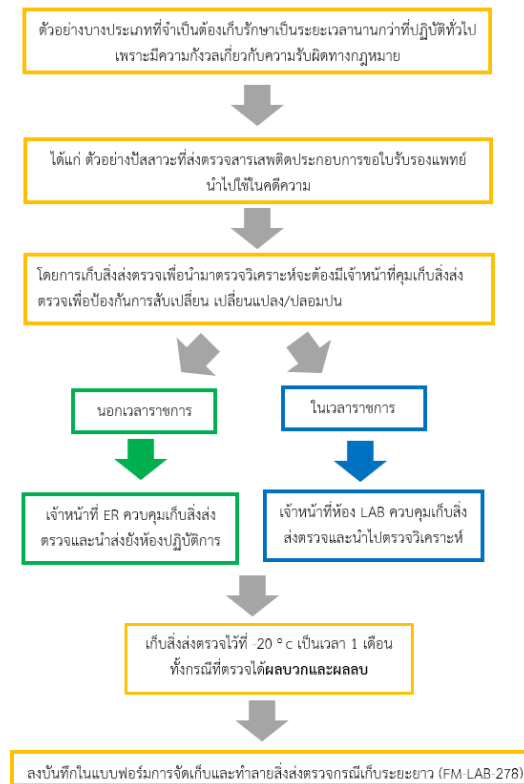 ตัวอย่างบางประเภทที่จำเป็นต้องเก็บรักษาเป็นระยะเวลานานกว่าที่ปฏิบัติทั่วไป
เพราะมีความกังวลเกี่ยวกับความรับผิดทางกฎหมาย
ได้แก่ ตัวอย่างปัสสาวะที่ส่งตรวจสารเสพติดประกอบการขอใบรับรองแพทย์
นำไปใช้ในคดีความ
โดยการเก็บสิ่งส่งตรวจเพื่อนำมาตรวจวิเคราะห์จะต้องมีเจ้าหน้าที่คุมเก็บสิ่งส่ง
ตรวจเพื่อป้องกันการสับเปลี่ยน เปลี่ยนแปลง/ปลอมปน
นอกเวลาราชการ
ในเวลาราชการ
เจ้าหน้าที่ ER ควบคุมเก็บสิ่งส่ง
ตรวจและนำส่งยังห้องปฏิบัติการ
เจ้าหน้าที่ห้อง LAB ควบคุมเก็บสิ่ง
ส่งตรวจและนำไปตรวจวิเคราะห์
เก็บสิ่งส่งตรวจไว้ที่ -20 ° c เป็นเวลา 1 เดือน
ทั้งกรณีที่ตรวจได้ผลบวกและผลลบ
ลงบันทึกในแบบฟอร์มการจัดเก็บและทำลายสิ่งส่งตรวจกรณีเก็บระยะยาว (FM-LAB-278)